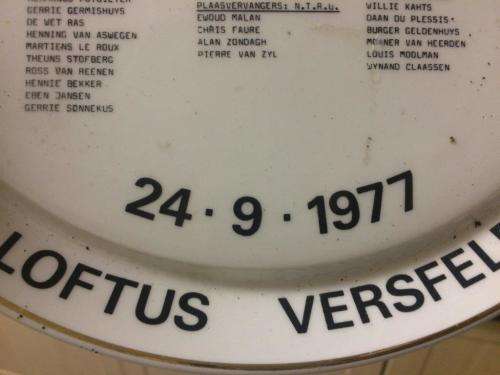 GERRIE GERMISHUYS
DE WET RAS
HENNING VAN ASWEGEN
MARTIENS LE ROUX
THEUNS STOFBERG
ROSS VAN REENEN
HENNIE BEKKER
EBEN JANSEN
GERRIE SONNEKUS
PLAASVERVANGERS: N.T.R.U.
EWOUD MALAN
CHRIS FAURE
ALAN ZONDAGH
PIERRE VAN ZYL
WILLIE KAHTS
DAAN DU PLESSIS
BURGER GELDENHUYS
MOANER VAN HEERDEN
LOUIS MOOLMAN
WYNAND CLAASSEN
24·9·1977
LOFTUS VERSFEL